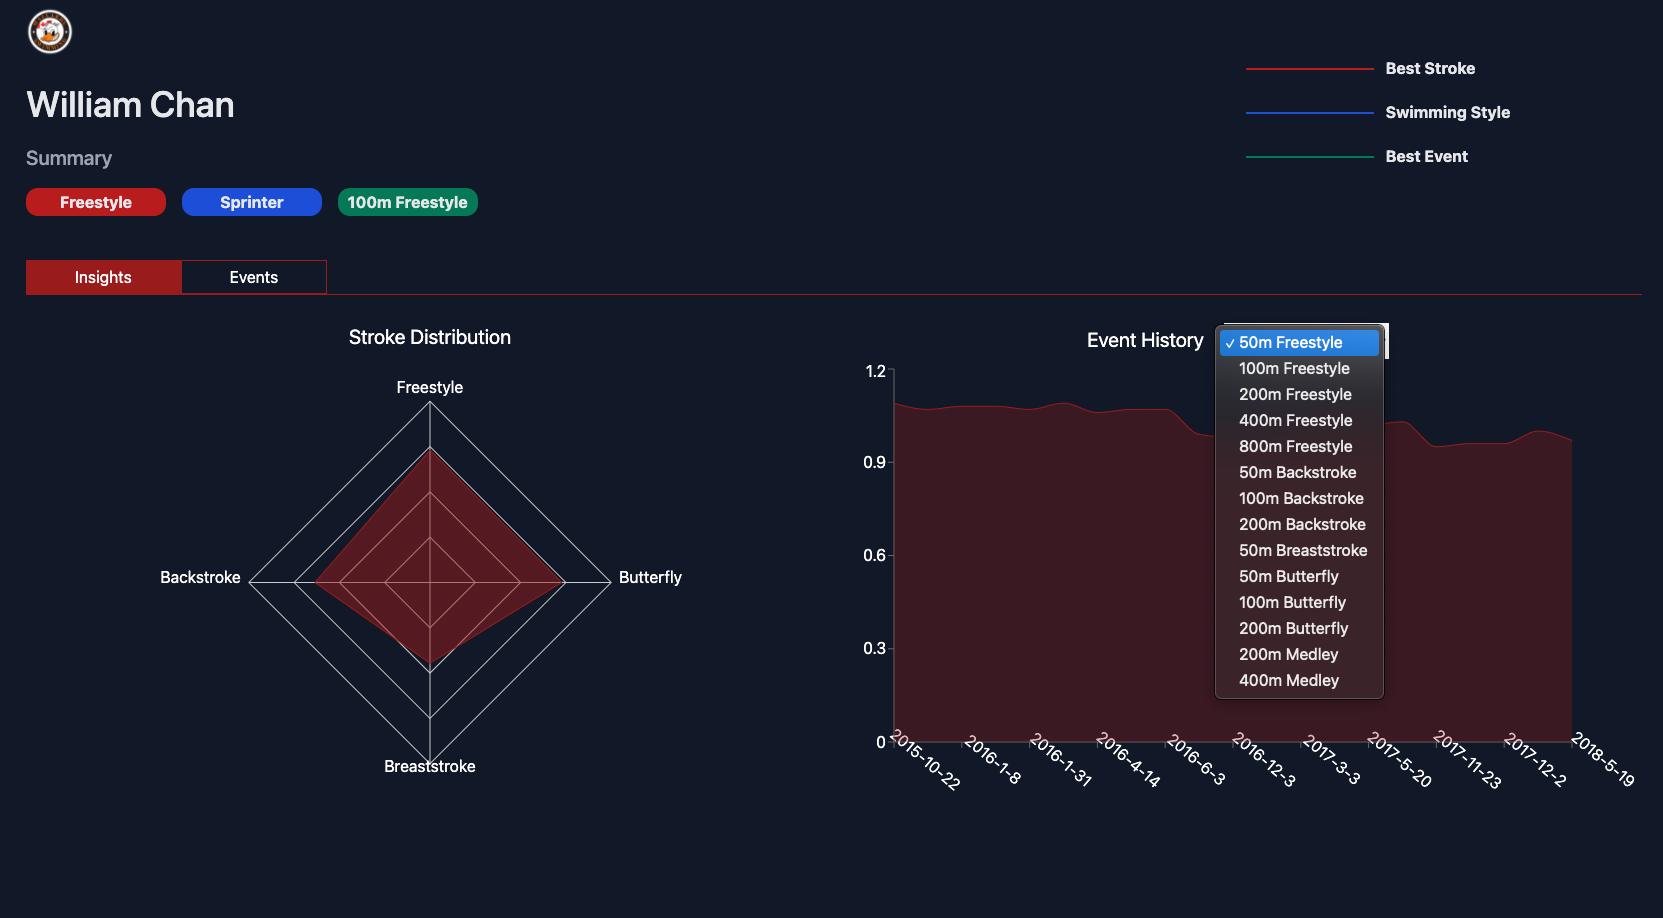 William Chan
Summary
Freestyle Sprinter 100m Freestyle
Best Stroke
Swimming Style
Best Event
Insights Events
Stroke Distribution
Freestyle
Backstroke
Butterfly
Breaststroke
Event History
✓ 50m Freestyle
100m Freestyle
200m Freestyle
400m Freestyle
800m Freestyle
50m Backstroke
100m Backstroke
200m Backstroke
50m Breaststroke
50m Butterfly
100m Butterfly
200m Butterfly
200m Medley
400m Medley
1.2
0.9
0.6
0.3
0
2015-10-22
2016-1-8
2016-1-31
2016-4-14
2016-6-3
2016-12-3
2017-3-3
2017-5-20
2017-11-23
2017-12-2
2018-5-19